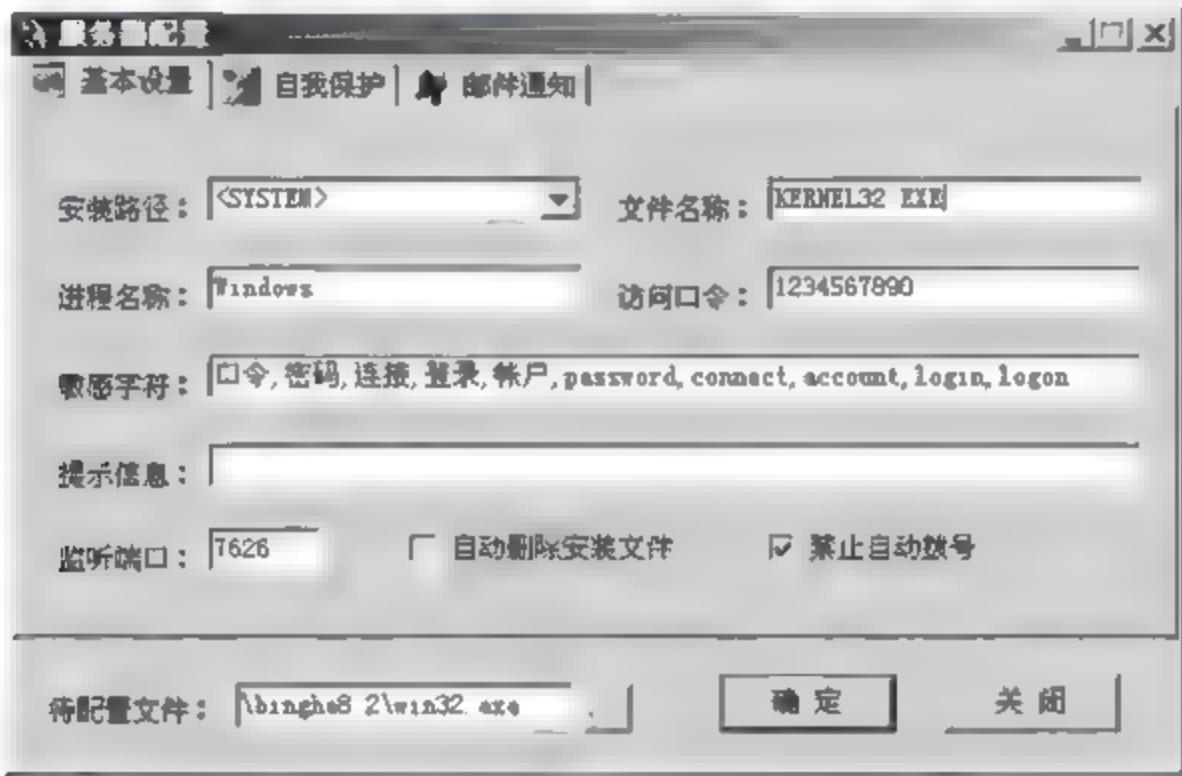 服务器配置
基本设置 自我保护 邮件通知
安装路径： <SYSTEM> 文件名称： KERNEL32 EXE
进程名称： Windows 访问口令： 1234567890
敏感字符： 口令,密码,连接,登录,帐户,password,connect,account,login,logon
提示信息：
监听端口： 7626 自动删除安装文件 禁止自动拨号
待配置文件： \bingha8 2\win32 exe 确 定 关 闭